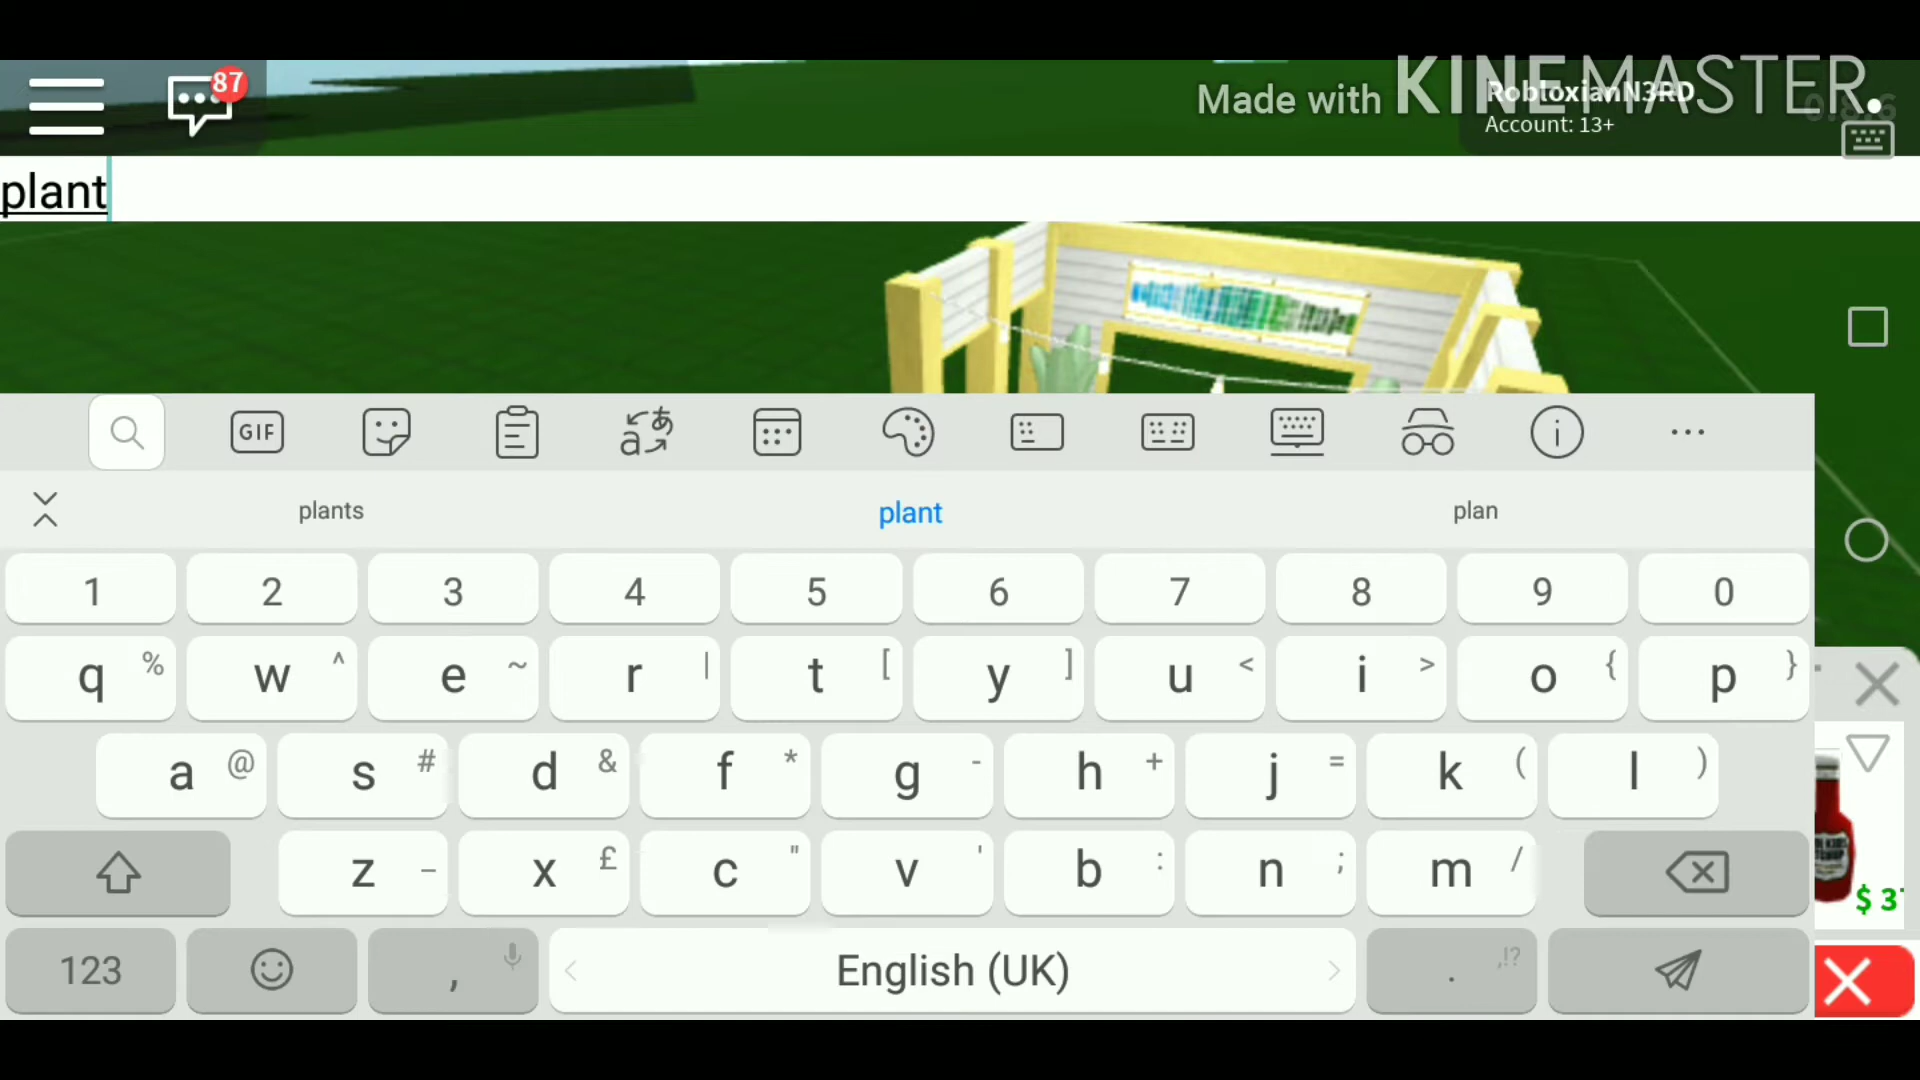 87
Made with KINEMASTER
RobloxianN3RD
Account: 13+
plant
GIF
plants plant plan
1 2 3 4 5 6 7 8 9 0
q % w ^ e ~ r | t [ y ] u < i > o { p }
a @ s # d & f * g - h + j = k ( l )
z _ x £ c " v ' b : n ; m /
123 , English (UK) . ,!?
$ 3